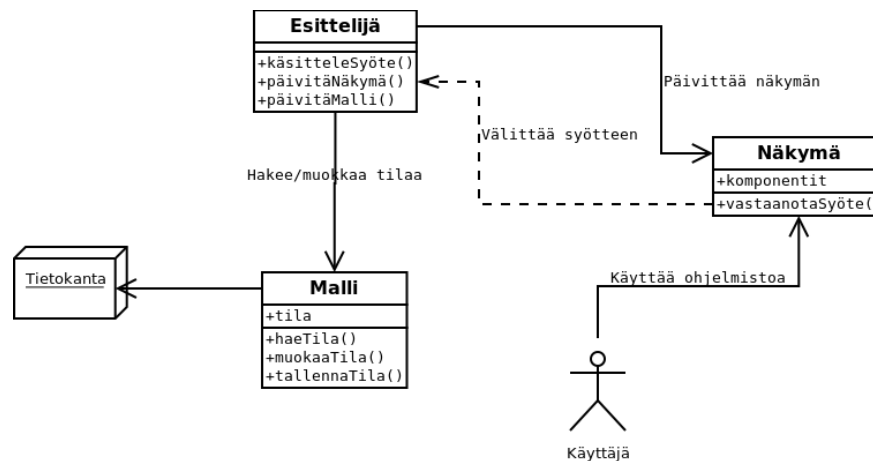 Esittelijä
+käsitteleSyöte()
+päivitäNäkymä()
+päivitäMalli()
Päivittää näkymän
Välittää syötteen
Näkymä
+komponentit
+vastaanotaSyöte(
Hakee/muokkaa tilaa
Tietokanta
Malli
+tila
+haeTila()
+muokaaTila()
+tallennaTila()
Käyttää ohjelmistoa
Käyttäjä